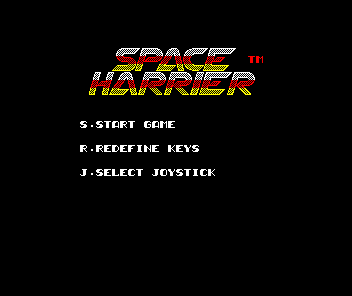 SPACE TM
HARRIER
S.START GAME
R.REDEFINE KEYS
J.SELECT JOYSTICK